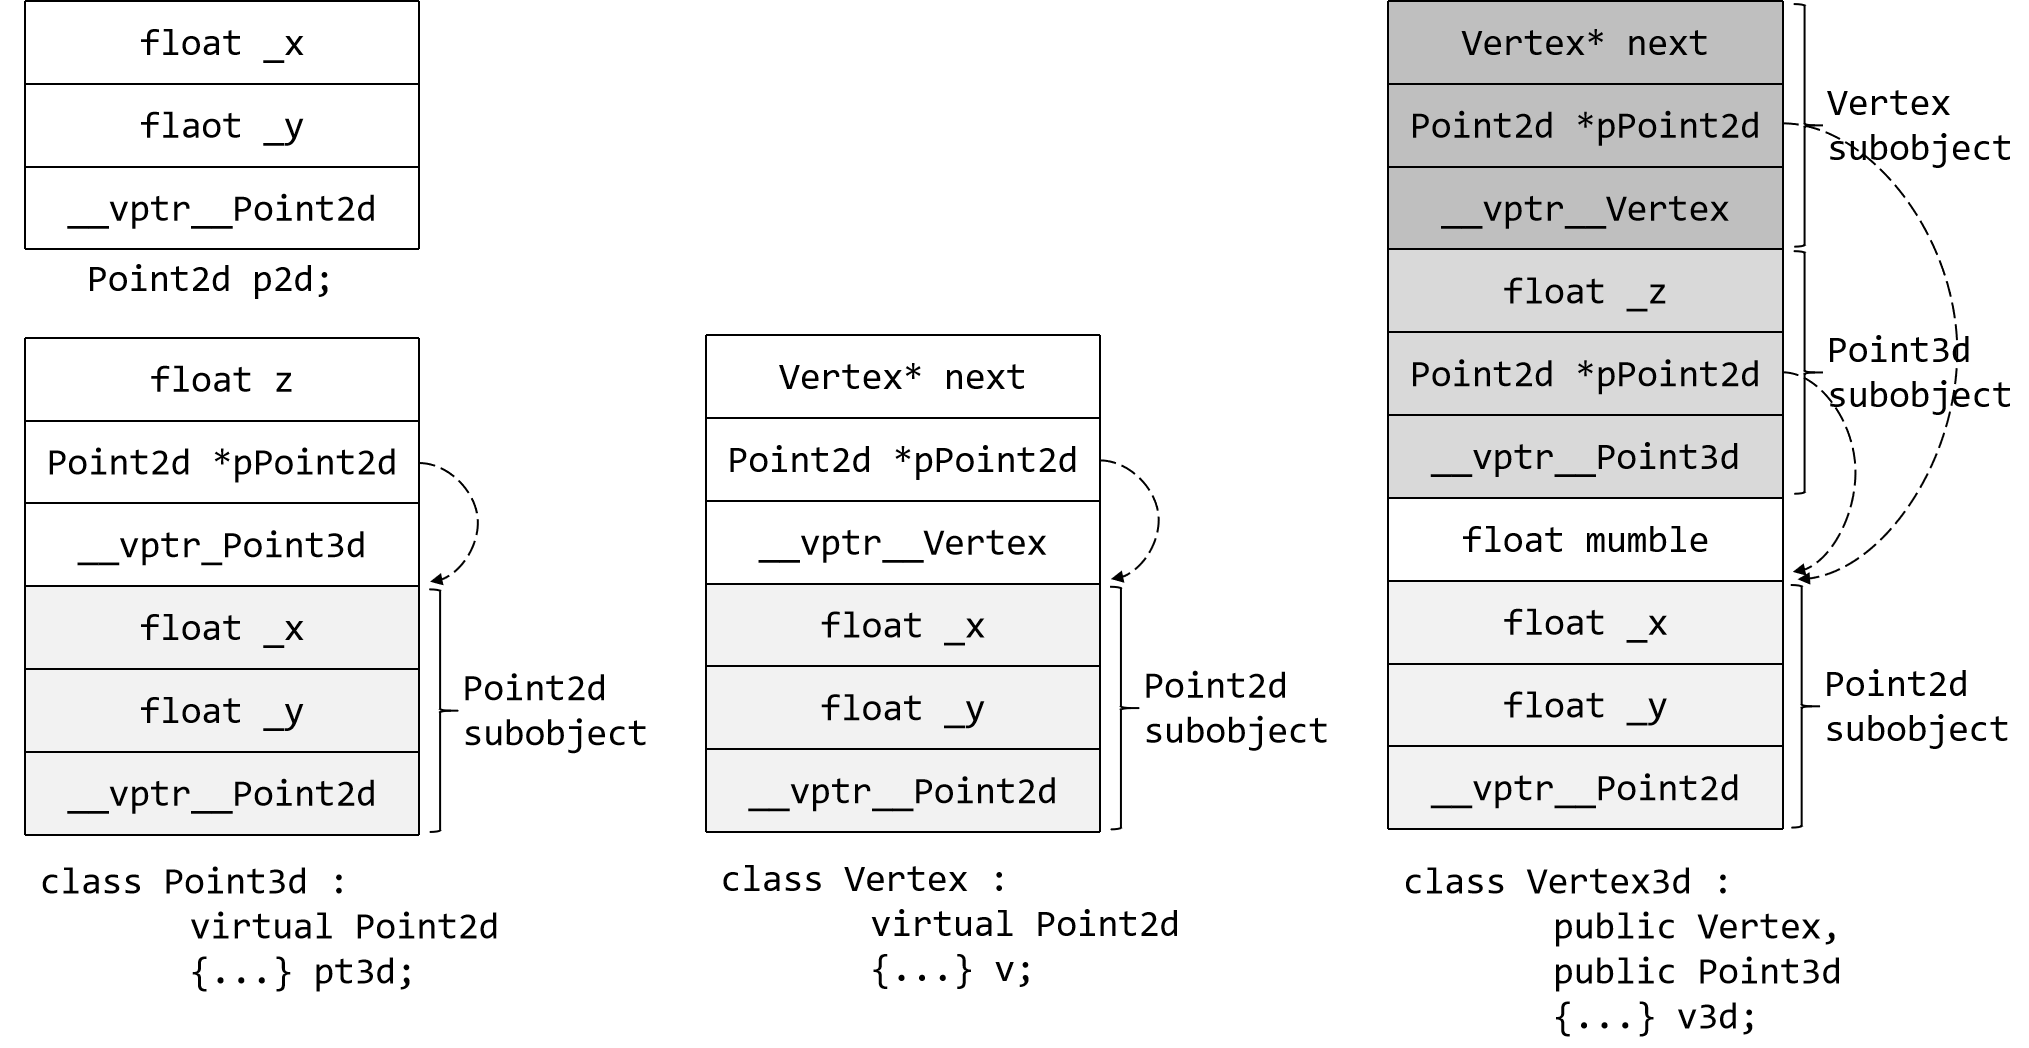 float _x
flaot _y
__vptr__Point2d
Point2d p2d;
float z
Point2d *pPoint2d
__vptr_Point3d
float _x
float _y
__vptr__Point2d
Point2d
subobject
class Point3d :
virtual Point2d
{...} pt3d;
Vertex* next
Point2d *pPoint2d
__vptr__Vertex
float _x
float _y
__vptr__Point2d
Point2d
subobject
class Vertex :
virtual Point2d
{...} v;
Vertex* next
Point2d *pPoint2d
__vptr__Vertex
Vertex
subobject
float _z
Point2d *pPoint2d
__vptr__Point3d
Point3d
subobject
float mumble
float _x
float _y
__vptr__Point2d
Point2d
subobject
class Vertex3d :
public Vertex,
public Point3d
{...} v3d;